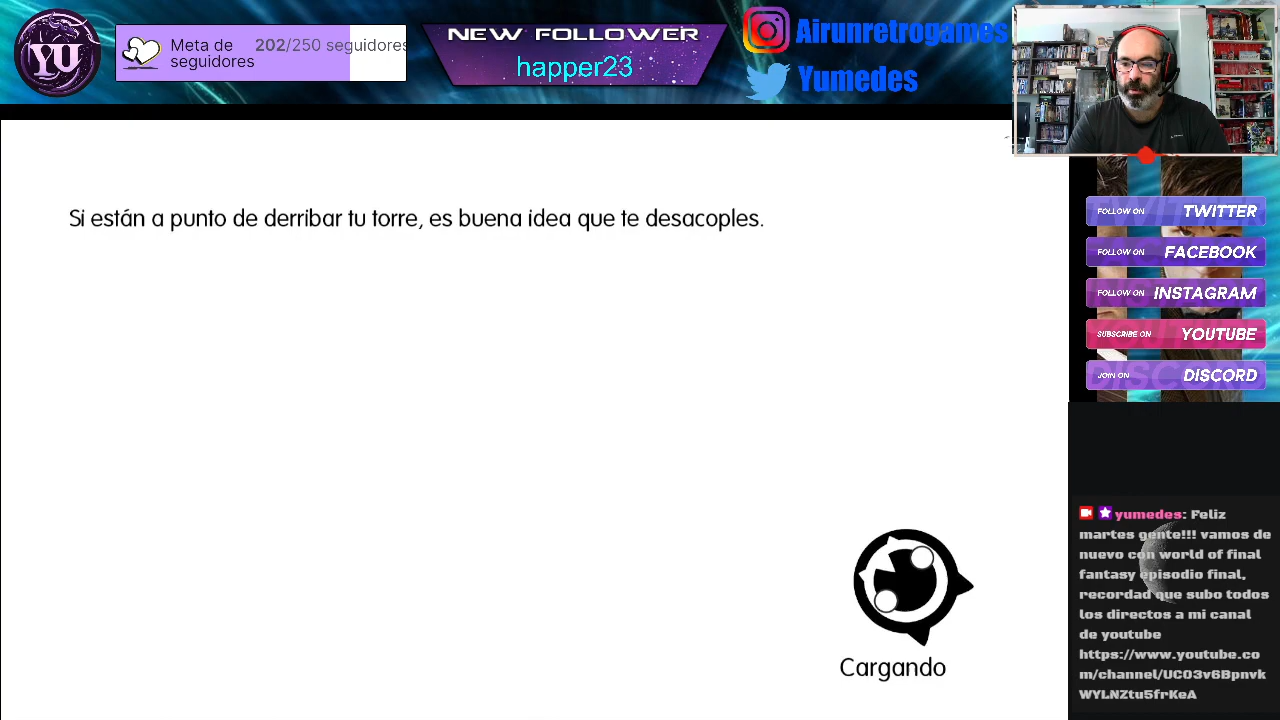 YU
Meta de
seguidores
202/250 seguidores
NEW FOLLOWER
happer23
Airunretrogames
Yumedes
Si están a punto de derribar tu torre, es buena idea que te desacoples.
FOLLOW ON TWITTER
FOLLOW ON FACEBOOK
FOLLOW ON INSTAGRAM
SUBSCRIBE ON YOUTUBE
JOIN ON DISCORD
yumedes: Feliz
martes gente!!! vamos de
nuevo con world of final
fantasy episodio final,
recordad que subo todos
los directos a mi canal
de youtube
https://www.youtube.co
m/channel/UCO3v6Bpnvk
WYLNZtu5frKeA
Cargando